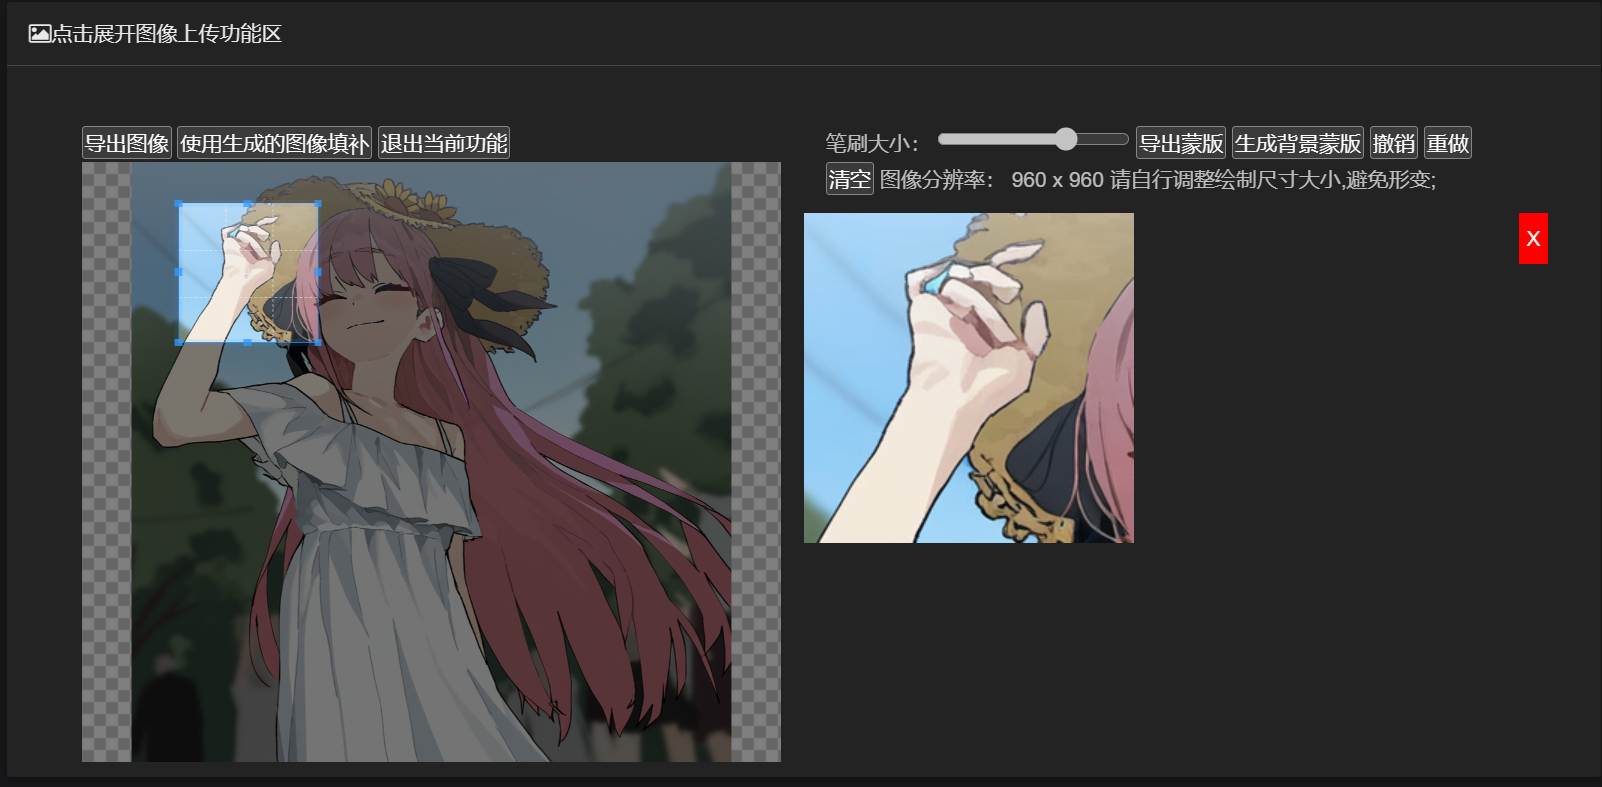 点击展开图像上传功能区
导出图像 使用生成的图像填补 退出当前功能
笔刷大小： 导出蒙版 生成背景蒙版 撤销 重做
清空 图像分辨率： 960 x 960 请自行调整绘制尺寸大小,避免形变;
X